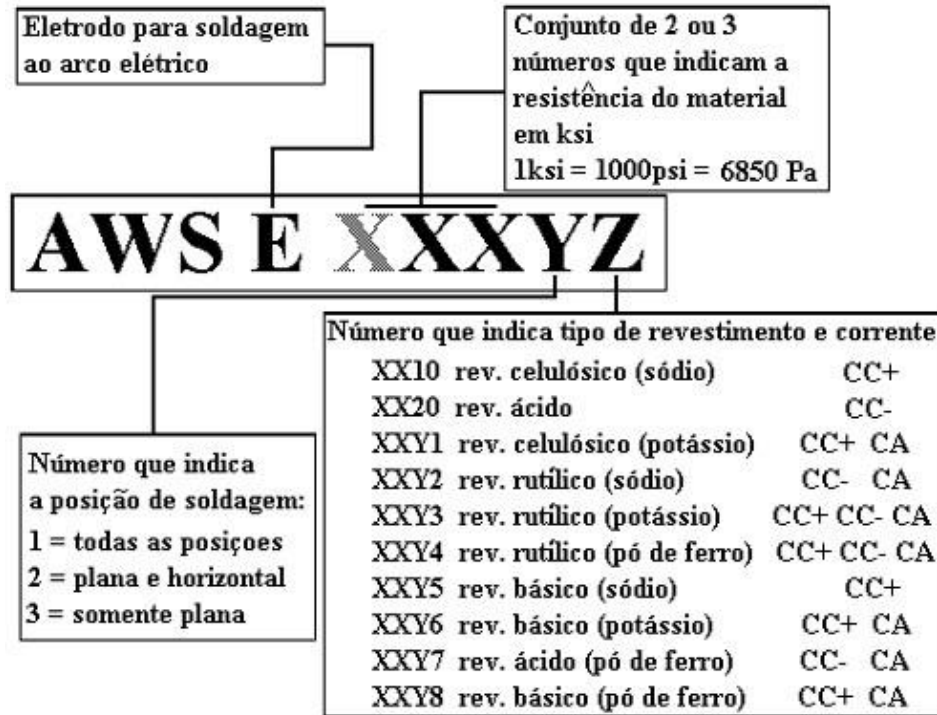 Eletrodo para soldagem
ao arco elétrico
Conjunto de 2 ou 3
números que indicam a
resistência do material
em ksi
1ksi = 1000psi = 6850 Pa
AWS E XXXYZ
Número que indica
a posição de soldagem:
1 = todas as posiçoes
2 = plana e horizontal
3 = somente plana
Número que indica tipo de revestimento e corrente
XX10 rev. celulósico (sódio) CC+
XX20 rev. ácido CC-
XXY1 rev. celulósico (potássio) CC+ CA
XXY2 rev. rutílico (sódio) CC- CA
XXY3 rev. rutílico (potássio) CC+ CC- CA
XXY4 rev. rutílico (pó de ferro) CC+ CC- CA
XXY5 rev. básico (sódio) CC+
XXY6 rev. básico (potássio) CC+ CA
XXY7 rev. ácido (pó de ferro) CC- CA
XXY8 rev. básico (pó de ferro) CC+ CA